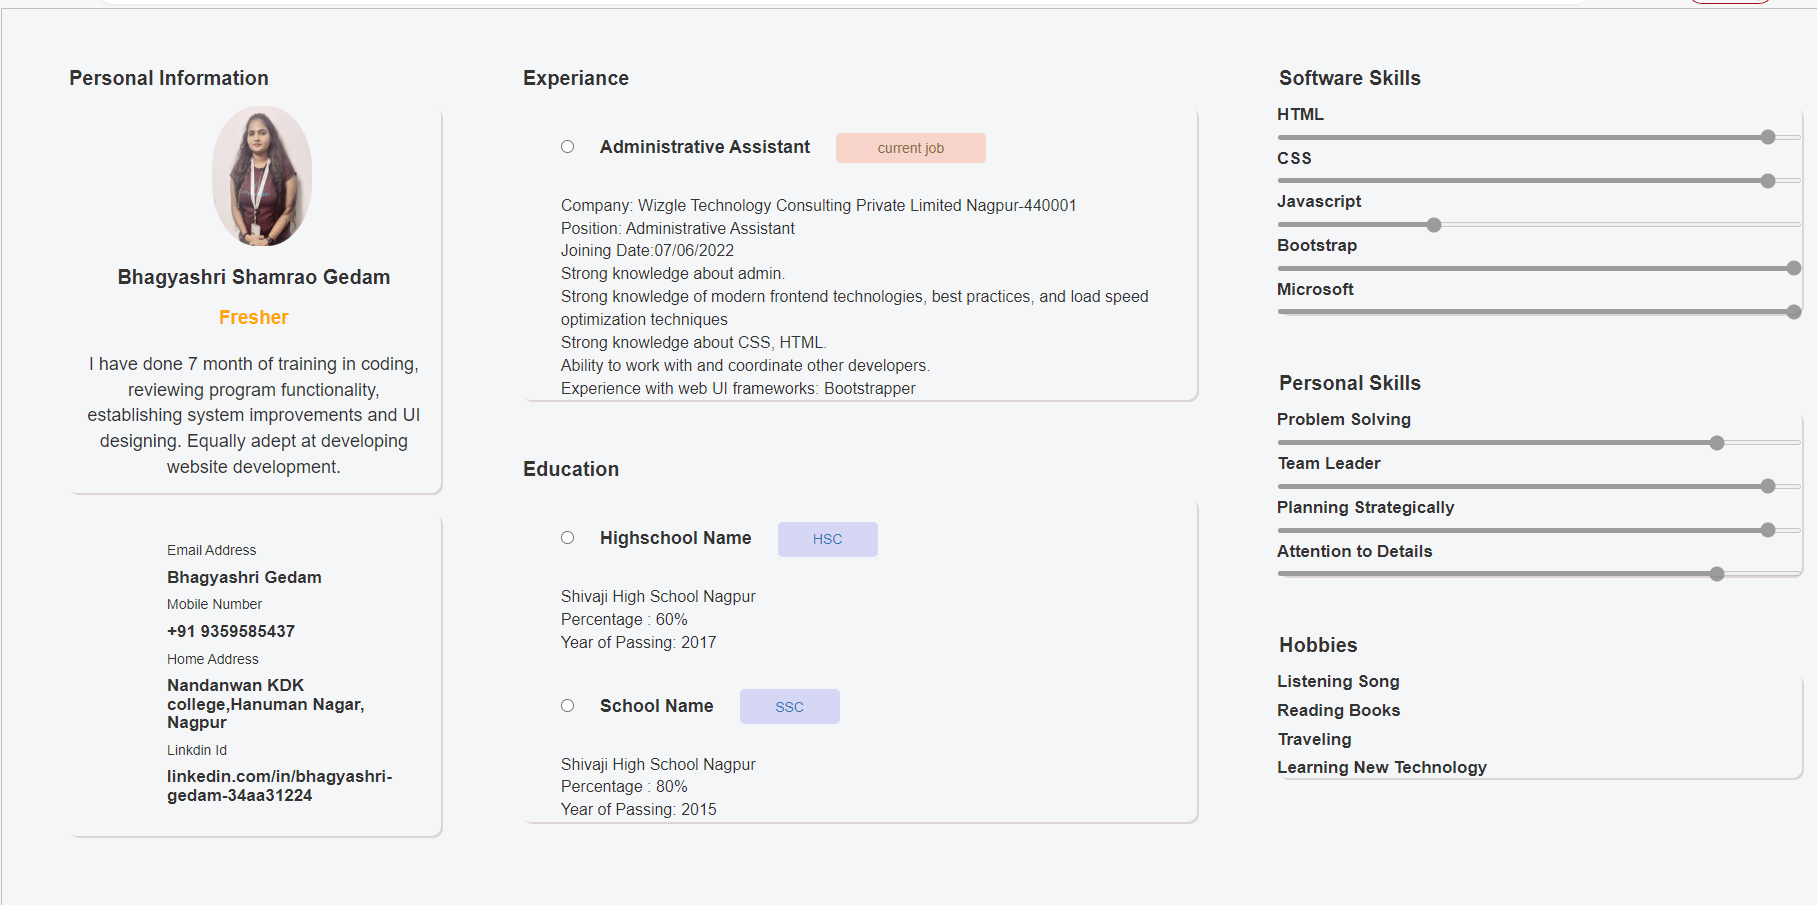 Personal Information
Bhagyashri Shamrao Gedam
Fresher
I have done 7 month of training in coding,
reviewing program functionality,
establishing system improvements and UI
designing. Equally adept at developing
website development.
Email Address
Bhagyashri Gedam
Mobile Number
+91 9359585437
Home Address
Nandanwan KDK
college,Hanuman Nagar,
Nagpur
Linkdin Id
linkedin.com/in/bhagyashri-
gedam-34aa31224
Experiance
Administrative Assistant current job
Company: Wizgle Technology Consulting Private Limited Nagpur-440001
Position: Administrative Assistant
Joining Date:07/06/2022
Strong knowledge about admin.
Strong knowledge of modern frontend technologies, best practices, and load speed
optimization techniques
Strong knowledge about CSS, HTML.
Ability to work with and coordinate other developers.
Experience with web UI frameworks: Bootstrapper
Education
Highschool Name HSC
Shivaji High School Nagpur
Percentage : 60%
Year of Passing: 2017
School Name SSC
Shivaji High School Nagpur
Percentage : 80%
Year of Passing: 2015
Software Skills
HTML
CSS
Javascript
Bootstrap
Microsoft
Personal Skills
Problem Solving
Team Leader
Planning Strategically
Attention to Details
Hobbies
Listening Song
Reading Books
Traveling
Learning New Technology